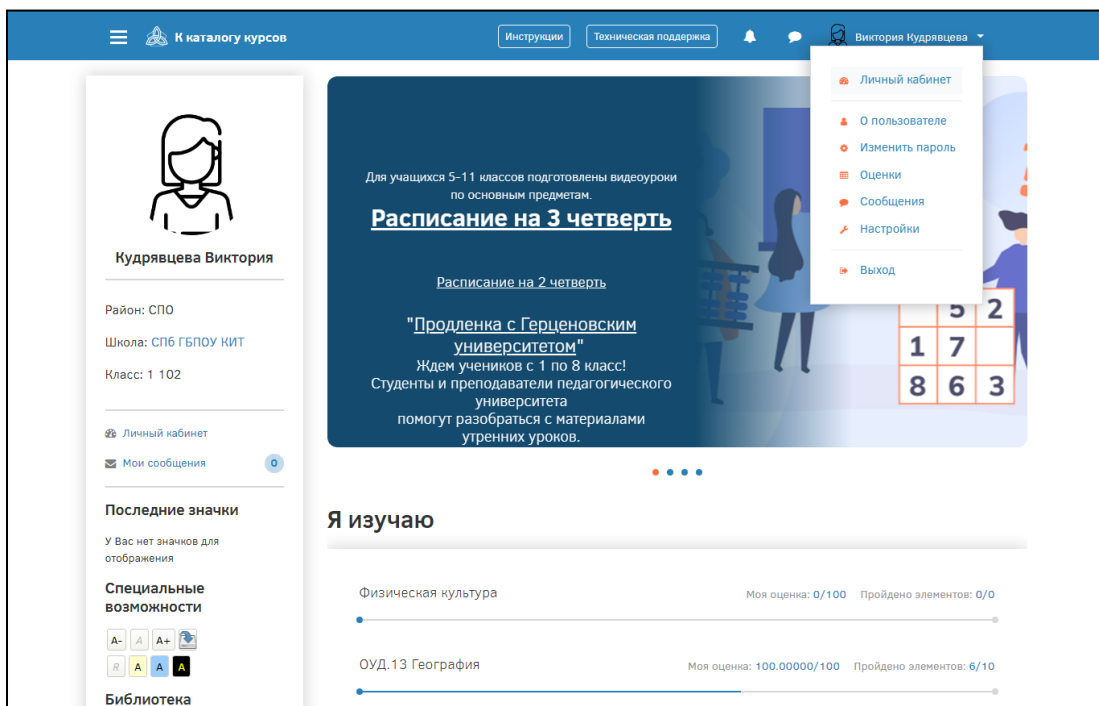 К каталогу курсов
Инструкции
Техническая поддержка
Виктория Кудрявцева
Личный кабинет
О пользователе
Изменить пароль
Оценки
Сообщения
Настройки
Выход
Кудрявцева Виктория
Район: СПО
Школа: СПб ГБПОУ КИТ
Класс: 1 102
Личный кабинет
Мои сообщения 0
Последние значки
У Вас нет значков для
отображения
Специальные
возможности
A- A A+
R A A A
Библиотека
Для учащихся 5-11 классов подготовлены видеоуроки
по основным предметам.
Расписание на 3 четверть
Расписание на 2 четверть
"Продленка с Герценовским
университетом"
Ждем учеников с 1 по 8 класс!
Студенты и преподаватели педагогического
университета
помогут разобраться с материалами
утренних уроков.
5 2
1 7
8 6 3
Я изучаю
Физическая культура Моя оценка: 0/100 Пройдено элементов: 0/0
ОУД.13 География Моя оценка: 100.00000/100 Пройдено элементов: 6/10